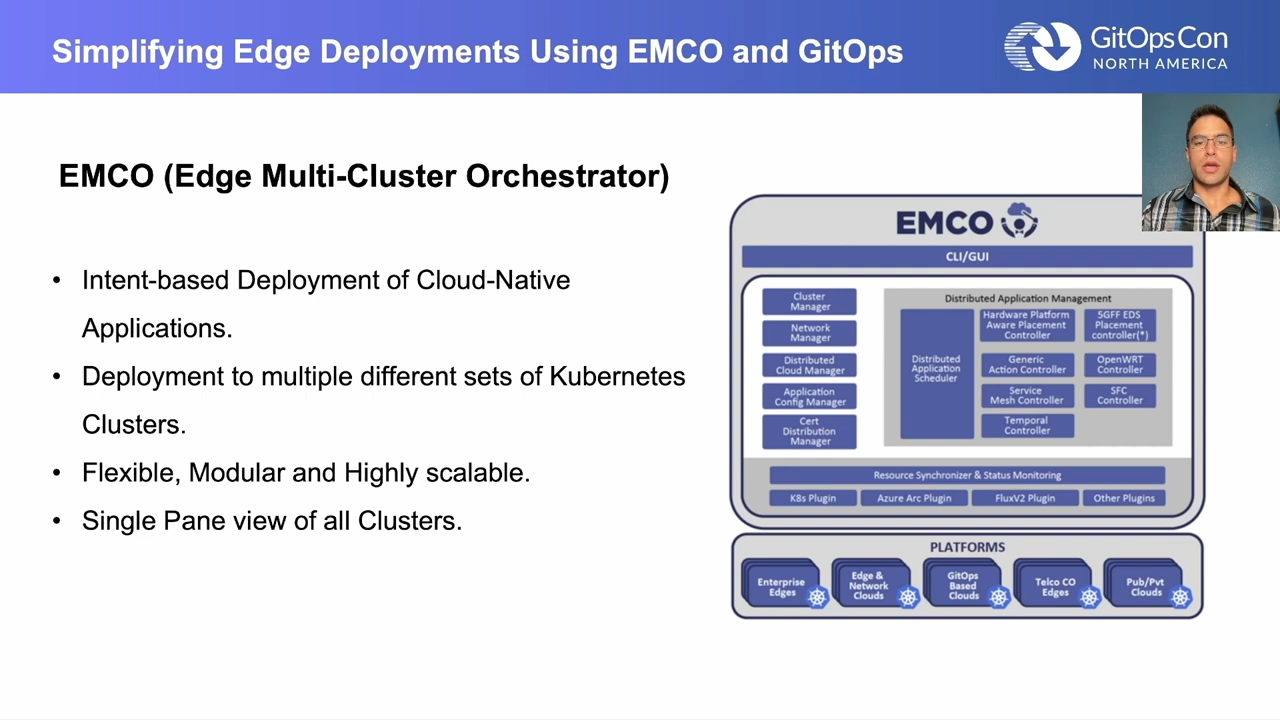 Simplifying Edge Deployments Using EMCO and GitOps
GitOpsCon
NORTH AMERICA
EMCO (Edge Multi-Cluster Orchestrator)
• Intent-based Deployment of Cloud-Native
Applications.
• Deployment to multiple different sets of Kubernetes
Clusters.
• Flexible, Modular and Highly scalable.
• Single Pane view of all Clusters.
EMCO
CLI/GUI
Cluster
Manager
Network
Manager
Distributed
Cloud Manager
Application
Config Manager
Cert
Distribution
Manager
Distributed Application Management
Distributed
Application
Scheduler
Hardware Platform
Aware Placement
Controller
5GFF EDS
Placement
controller(*)
Generic
Action Controller
OpenWRT
Controller
Service
Mesh Controller
SFC
Controller
Temporal
Controller
Resource Synchronizer & Status Monitoring
K8s Plugin
Azure Arc Plugin
FluxV2 Plugin
Other Plugins
PLATFORMS
Enterprise
Edges
Edge &
Network
Clouds
GitOps
Based
Clouds
Telco CO
Edges
Pub/Pvt
Clouds